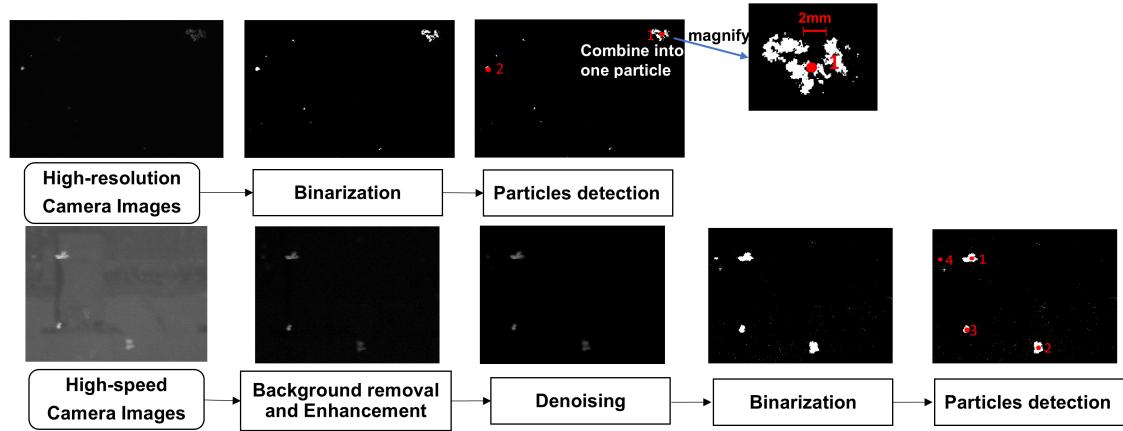 2mm
1
magnify
1
Combine into
one particle
2
High-resolution
Camera Images
Binarization
Particles detection
4
1
3
2
High-speed
Camera Images
Background removal
and Enhancement
Denoising
Binarization
Particles detection